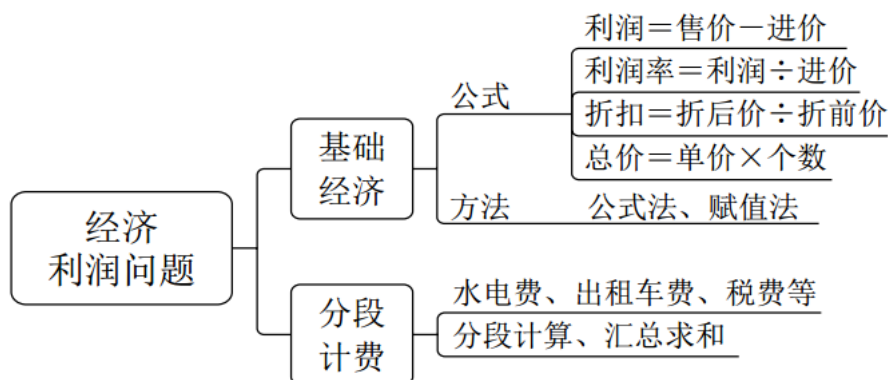 经济
利润问题
基础
经济
公式
利润＝售价－进价
利润率＝利润÷进价
折扣＝折后价÷折前价
总价＝单价×个数
方法
公式法、赋值法
分段
计费
水电费、出租车费、税费等
分段计算、汇总求和